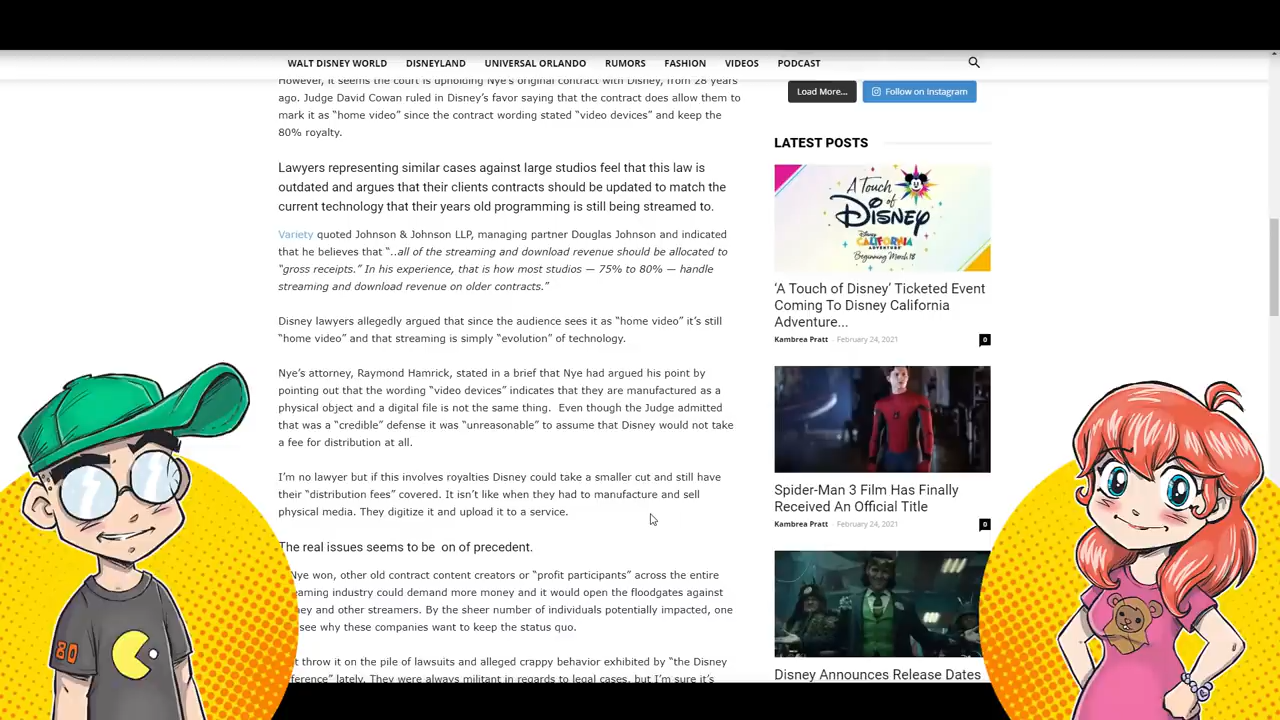 WALT DISNEY WORLD DISNEYLAND UNIVERSAL ORLANDO RUMORS FASHION VIDEOS PODCAST
However, it seems the court is upholding Nye's original contract with Disney, from 28 years
ago. Judge David Cowan ruled in Disney's favor saying that the contract does allow them to
mark it as “home video” since the contract wording stated “video devices” and keep the
80% royalty.
Lawyers representing similar cases against large studios feel that this law is
outdated and argues that their clients contracts should be updated to match the
current technology that their years old programming is still being streamed to.
Variety quoted Johnson & Johnson LLP, managing partner Douglas Johnson and indicated
that he believes that “..all of the streaming and download revenue should be allocated to
“gross receipts.” In his experience, that is how most studios — 75% to 80% — handle
streaming and download revenue on older contracts.”
Disney lawyers allegedly argued that since the audience sees it as “home video” it's still
“home video” and that streaming is simply “evolution” of technology.
Nye's attorney, Raymond Hamrick, stated in a brief that Nye had argued his point by
pointing out that the wording “video devices” indicates that they are manufactured as a
physical object and a digital file is not the same thing. Even though the Judge admitted
that was a “credible” defense it was “unreasonable” to assume that Disney would not take
a fee for distribution at all.
I'm no lawyer but if this involves royalties Disney could take a smaller cut and still have
their “distribution fees” covered. It isn't like when they had to manufacture and sell
physical media. They digitize it and upload it to a service.
The real issues seems to be on of precedent.
Nye won, other old contract content creators or “profit participants” across the entire
eaming industry could demand more money and it would open the floodgates against
ney and other streamers. By the sheer number of individuals potentially impacted, one
see why these companies want to keep the status quo.
t throw it on the pile of lawsuits and alleged crappy behavior exhibited by “the Disney
ference” lately. They were always militant in regards to legal cases, but I'm sure it's
Load More... Follow on Instagram
LATEST POSTS
A Touch of
Disney
Disney
CALIFORNIA
ADVENTURE
Beginning March 18
‘A Touch of Disney’ Ticketed Event
Coming To Disney California
Adventure...
Kambrea Pratt - February 24, 2021 0
Spider-Man 3 Film Has Finally
Received An Official Title
Kambrea Pratt - February 24, 2021 0
Disney Announces Release Dates
80